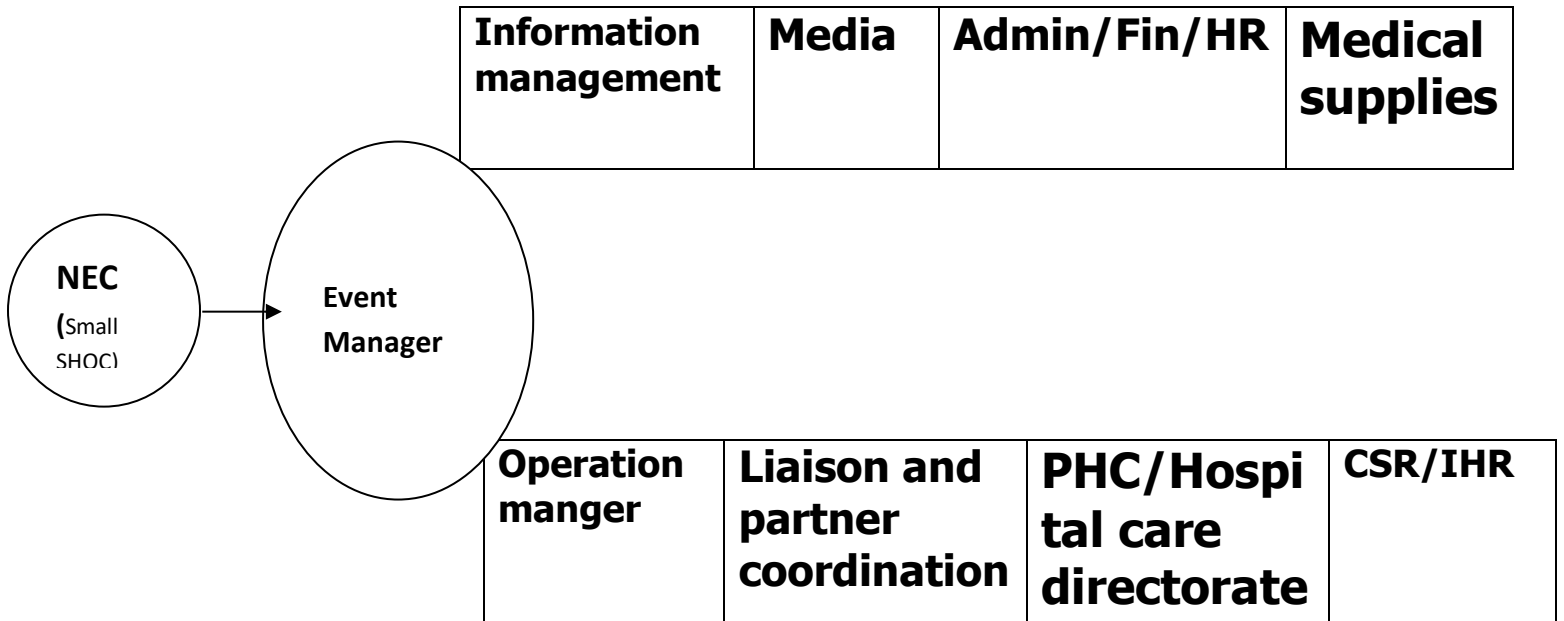 Information
management
Media
Admin/Fin/HR
Medical
supplies
NEC
(Small
SHOC)
Event
Manager
Operation
manger
Liaison and
partner
coordination
PHC/Hospi
tal care
directorate
CSR/IHR